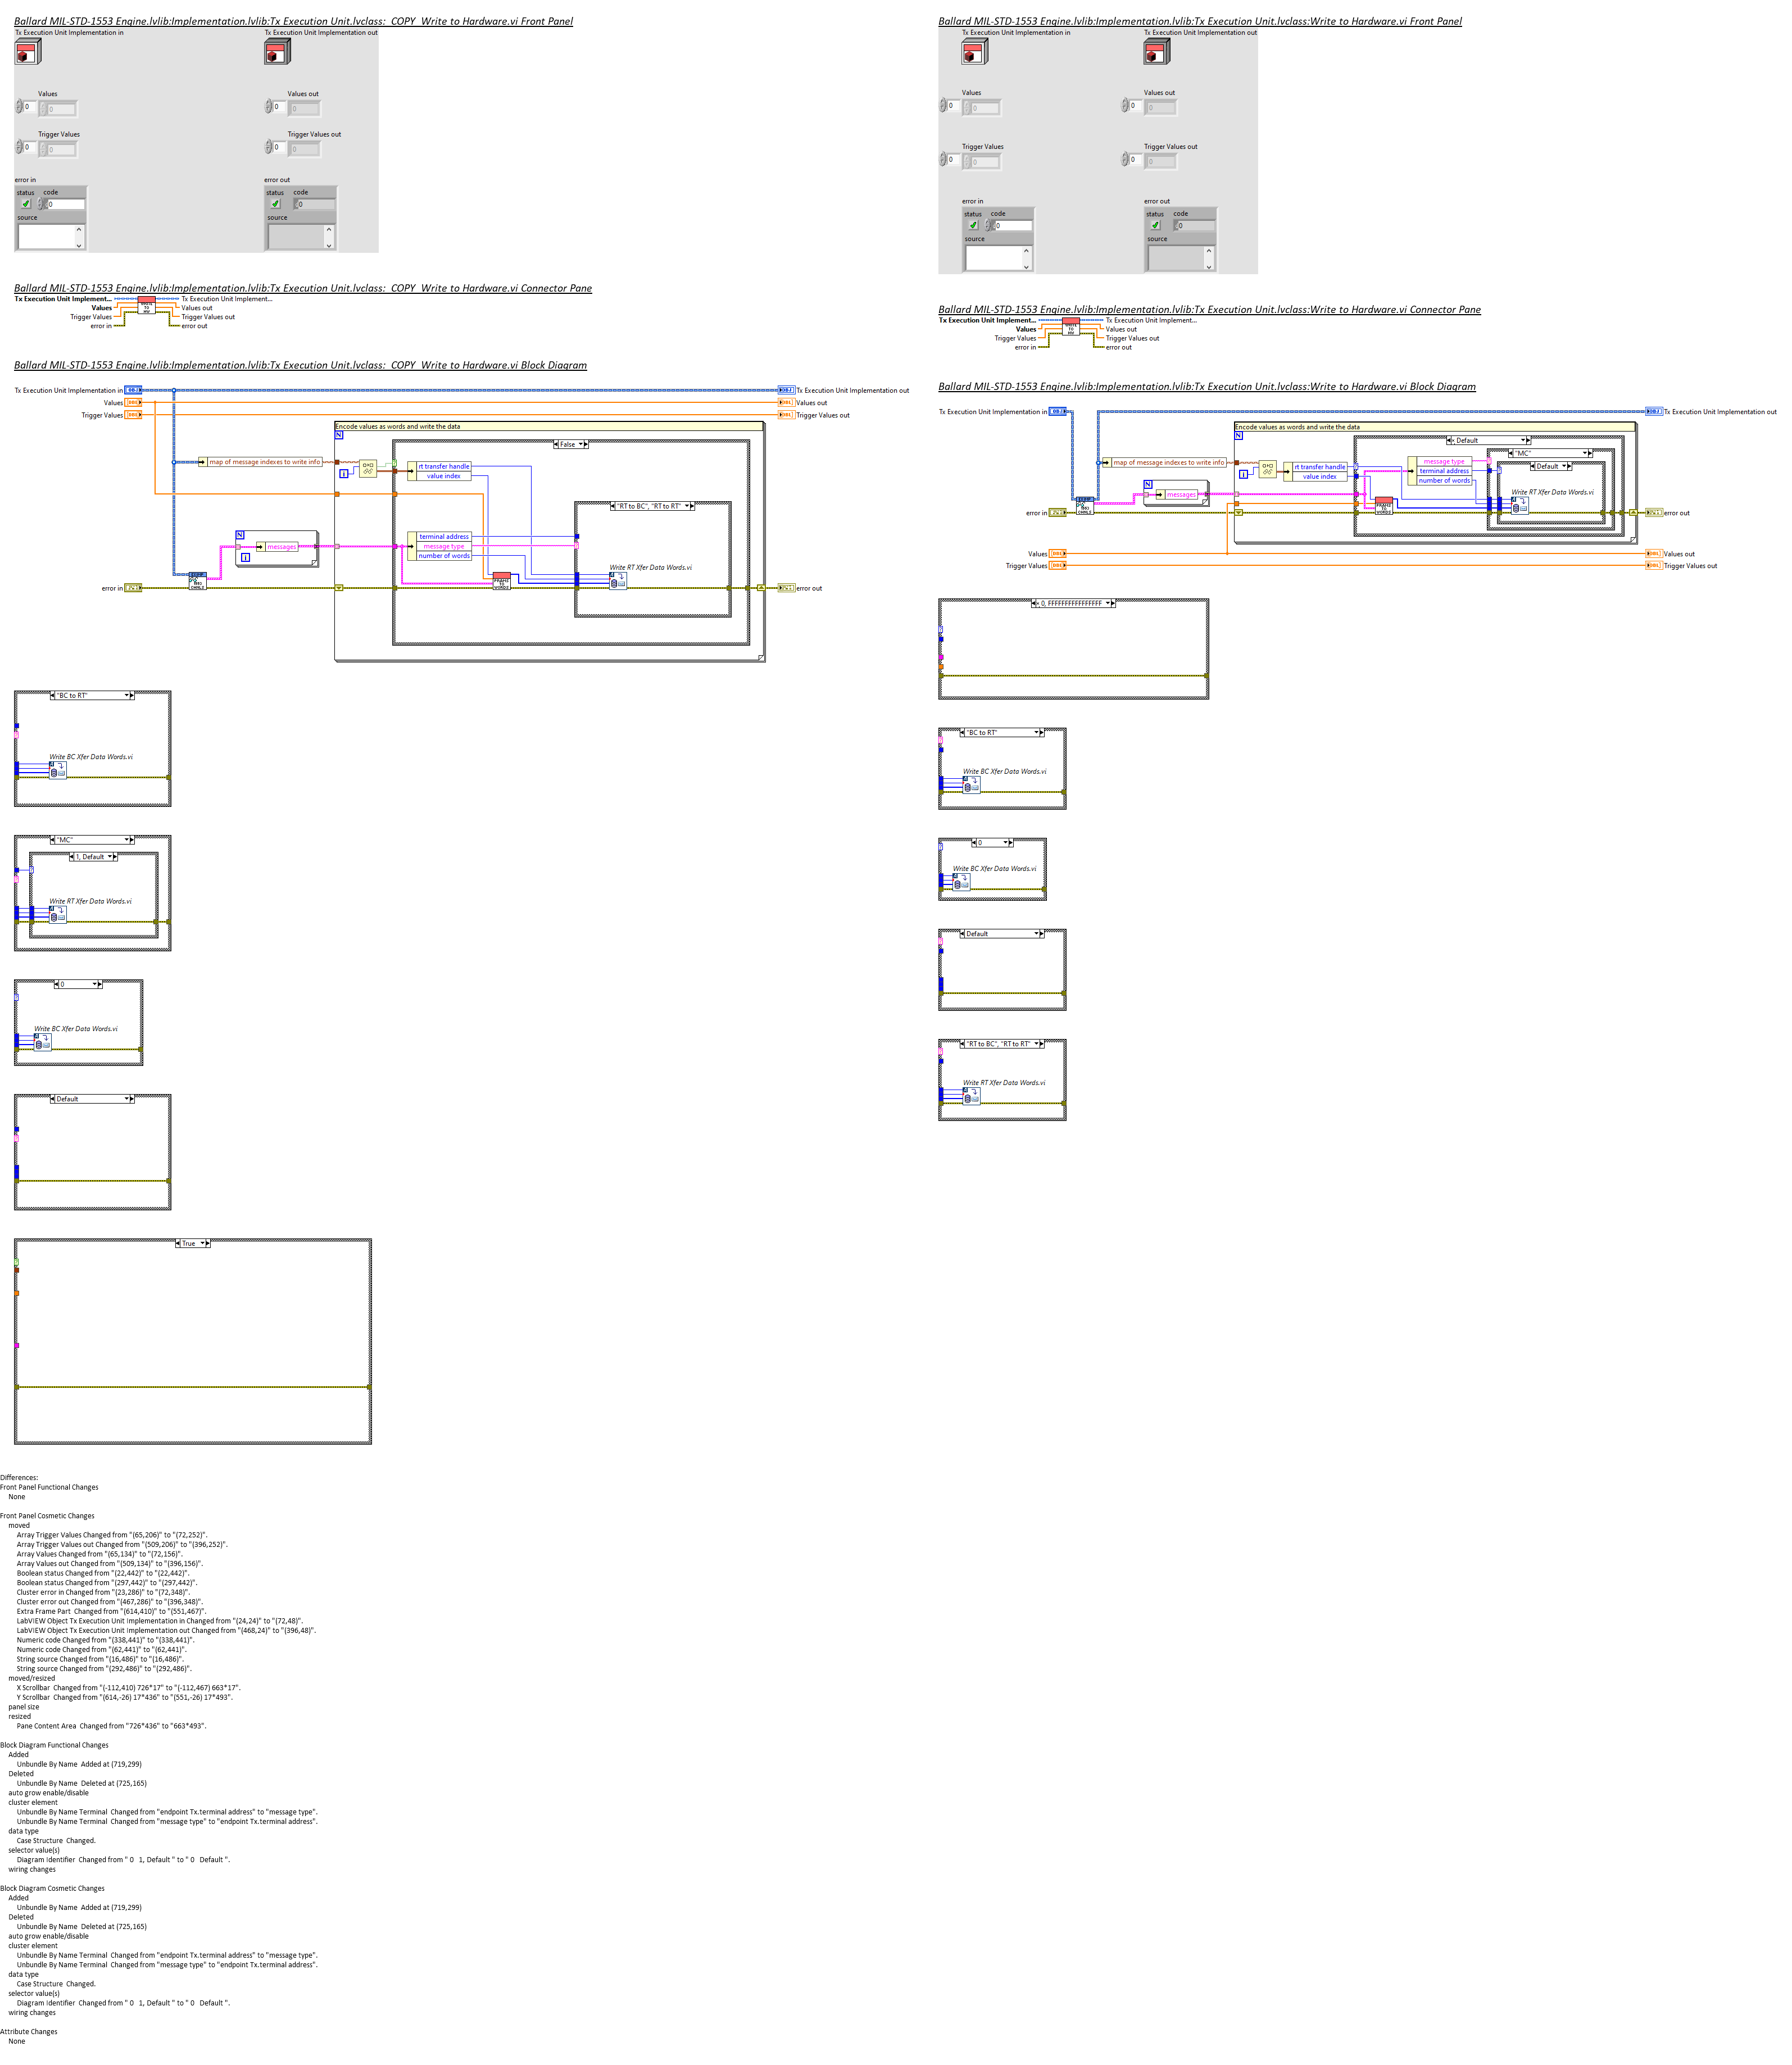 Ballard MIL-STD-1553 Engine.lvlib:Implementation.lvlib:Tx Execution Unit.lvclass:_COPY_Write to Hardware.vi Front Panel
Tx Execution Unit Implementation in
Tx Execution Unit Implementation out
Values
Values out
0
0
0
0
Trigger Values
Trigger Values out
0
0
0
0
error in
error out
status code
status code
0
0
source
source
Ballard MIL-STD-1553 Engine.lvlib:Implementation.lvlib:Tx Execution Unit.lvclass:_COPY_Write to Hardware.vi Connector Pane
Tx Execution Unit Implement...
Tx Execution Unit Implement...
Values
Values out
Trigger Values
Trigger Values out
error in
error out
Ballard MIL-STD-1553 Engine.lvlib:Implementation.lvlib:Tx Execution Unit.lvclass:_COPY_Write to Hardware.vi Block Diagram
Tx Execution Unit Implementation in
Tx Execution Unit Implementation out
Values
Values out
Trigger Values
Trigger Values out
Encode values as words and write the data
N
False
map of message indexes to write info
i
rt transfer handle
value index
"RT to BC", "RT to RT"
N
messages
i
terminal address
message type
number of words
Write RT Xfer Data Words.vi
error in
error out
"BC to RT"
Write BC Xfer Data Words.vi
"MC"
1, Default
Write RT Xfer Data Words.vi
0
Write BC Xfer Data Words.vi
Default
True
Differences:
Front Panel Functional Changes
None
Front Panel Cosmetic Changes
moved
Array Trigger Values Changed from "(65,206)" to "(72,252)".
Array Trigger Values out Changed from "(509,206)" to "(396,252)".
Array Values Changed from "(65,134)" to "(72,156)".
Array Values out Changed from "(509,134)" to "(396,156)".
Boolean status Changed from "(22,442)" to "(22,442)".
Boolean status Changed from "(297,442)" to "(297,442)".
Cluster error in Changed from "(23,286)" to "(72,348)".
Cluster error out Changed from "(467,286)" to "(396,348)".
Extra Frame Part  Changed from "(614,410)" to "(551,467)".
LabVIEW Object Tx Execution Unit Implementation in Changed from "(24,24)" to "(72,48)".
LabVIEW Object Tx Execution Unit Implementation out Changed from "(468,24)" to "(396,48)".
Numeric code Changed from "(338,441)" to "(338,441)".
Numeric code Changed from "(62,441)" to "(62,441)".
String source Changed from "(16,486)" to "(16,486)".
String source Changed from "(292,486)" to "(292,486)".
moved/resized
X Scrollbar  Changed from "(-112,410) 726*17" to "(-112,467) 663*17".
Y Scrollbar  Changed from "(614,-26) 17*436" to "(551,-26) 17*493".
panel size
resized
Pane Content Area  Changed from "726*436" to "663*493".
Block Diagram Functional Changes
Added
Unbundle By Name  Added at (719,299)
Deleted
Unbundle By Name  Deleted at (725,165)
auto grow enable/disable
cluster element
Unbundle By Name Terminal  Changed from "endpoint Tx.terminal address" to "message type".
Unbundle By Name Terminal  Changed from "message type" to "endpoint Tx.terminal address".
data type
Case Structure  Changed.
selector value(s)
Diagram Identifier  Changed from " 0  1, Default " to " 0  Default ".
wiring changes
Block Diagram Cosmetic Changes
Added
Unbundle By Name  Added at (719,299)
Deleted
Unbundle By Name  Deleted at (725,165)
auto grow enable/disable
cluster element
Unbundle By Name Terminal  Changed from "endpoint Tx.terminal address" to "message type".
Unbundle By Name Terminal  Changed from "message type" to "endpoint Tx.terminal address".
data type
Case Structure  Changed.
selector value(s)
Diagram Identifier  Changed from " 0  1, Default " to " 0  Default ".
wiring changes
Attribute Changes
None
Ballard MIL-STD-1553 Engine.lvlib:Implementation.lvlib:Tx Execution Unit.lvclass:Write to Hardware.vi Front Panel
Tx Execution Unit Implementation in
Tx Execution Unit Implementation out
Values
Values out
0
0
0
0
Trigger Values
Trigger Values out
0
0
0
0
error in
error out
status code
status code
0
0
source
source
Ballard MIL-STD-1553 Engine.lvlib:Implementation.lvlib:Tx Execution Unit.lvclass:Write to Hardware.vi Connector Pane
Tx Execution Unit Implement...
Tx Execution Unit Implement...
Values
Values out
Trigger Values
Trigger Values out
error in
error out
Ballard MIL-STD-1553 Engine.lvlib:Implementation.lvlib:Tx Execution Unit.lvclass:Write to Hardware.vi Block Diagram
Tx Execution Unit Implementation in
Tx Execution Unit Implementation out
Encode values as words and write the data
N
Default
"MC"
map of message indexes to write info
i
rt transfer handle
value index
message type
terminal address
number of words
Default
N
messages
Write RT Xfer Data Words.vi
error in
error out
Values
Values out
Trigger Values
Trigger Values out
x 0, FFFFFFFFFFFFFFFF
"BC to RT"
Write BC Xfer Data Words.vi
0
Write BC Xfer Data Words.vi
Default
"RT to BC", "RT to RT"
Write RT Xfer Data Words.vi